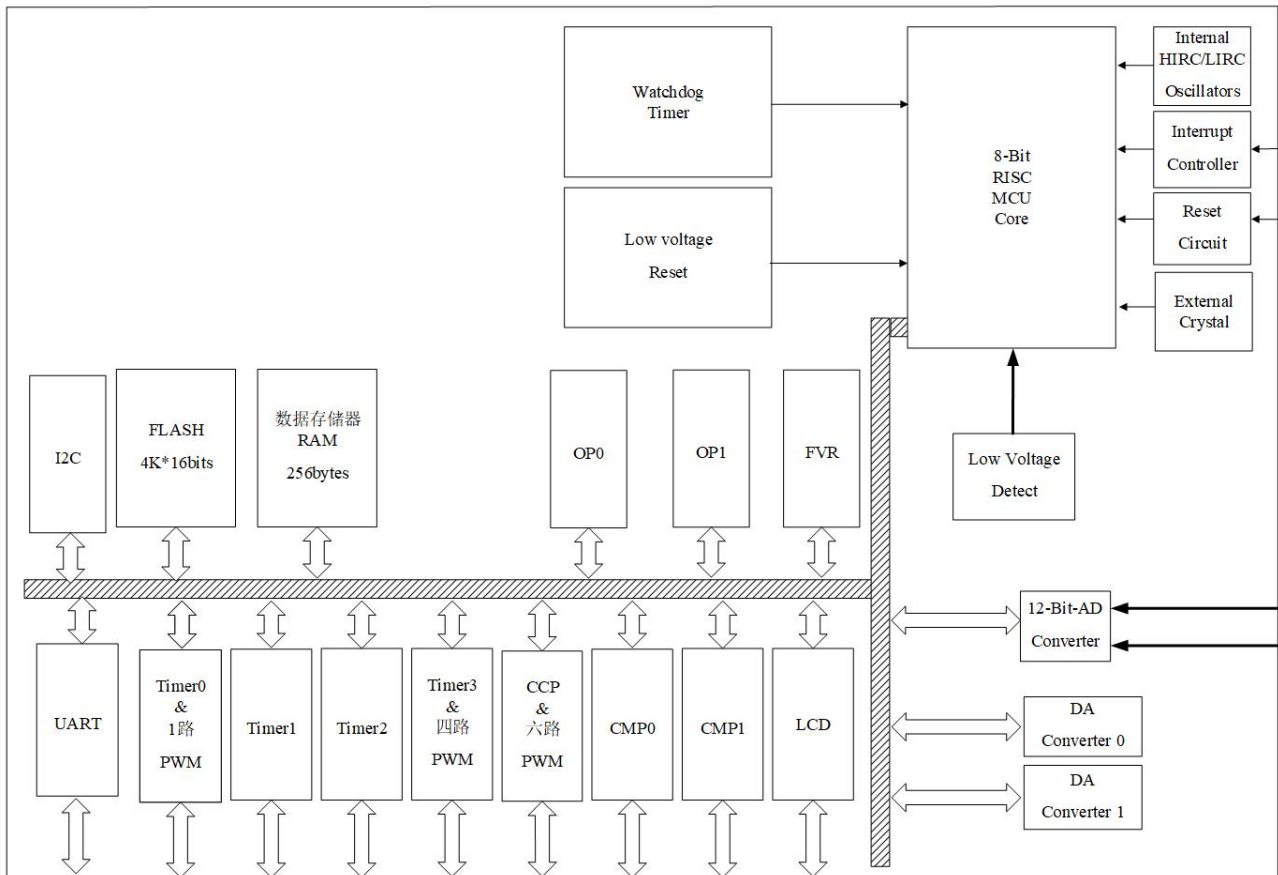 Watchdog
Timer
8-Bit
RISC
MCU
Core
Internal
HIRC/LIRC
Oscillators
Interrupt
Controller
Low voltage
Reset
Reset
Circuit
External
Crystal
I2C
FLASH
4K*16bits
数据存储器
RAM
256bytes
OP0
OP1
FVR
Low Voltage
Detect
12-Bit-AD
Converter
UART
Timer0
&
1路
PWM
Timer1
Timer2
Timer3
&
四路
PWM
CCP
&
六路
PWM
CMP0
CMP1
LCD
DA
Converter 0
DA
Converter 1